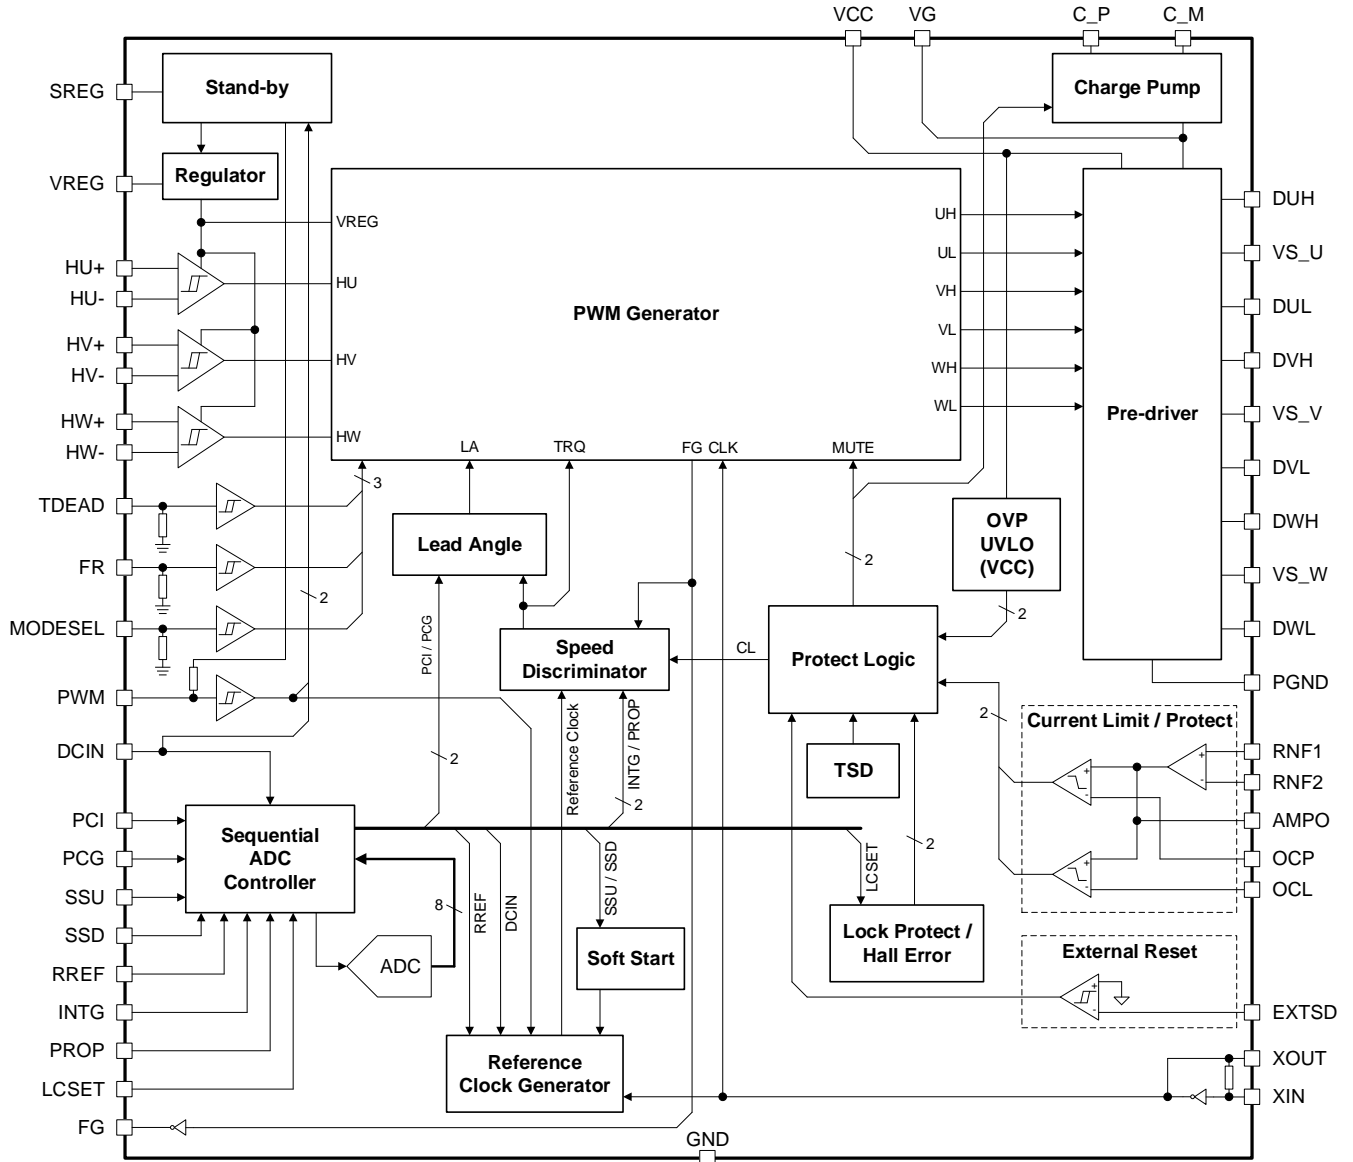 VCC
VG
C_P
C_M
SREG
Stand-by
Charge Pump
VREG
Regulator
VREG
HU+
HU-
HU
HV+
HV-
HV
HW+
HW-
HW
PWM Generator
UH
UL
VH
VL
WH
WL
LA
TRQ
FG
CLK
MUTE
Pre-driver
DUH
VS_U
DUL
DVH
VS_V
DVL
DWH
VS_W
DWL
PGND
TDEAD
3
FR
2
MODESEL
PWM
DCIN
Lead Angle
OVP
UVLO
(VCC)
2
2
PCI / PCG
2
Speed
Discriminator
CL
Protect Logic
Reference Clock
INTG / PROP
2
TSD
2
Current Limit / Protect
+
-
+
-
+
-
RNF1
RNF2
AMPO
OCP
OCL
PCI
PCG
SSU
SSD
RREF
INTG
PROP
LCSET
FG
Sequential
ADC
Controller
ADC
8
RREF
DCIN
SSU / SSD
LCSET
2
Lock Protect /
Hall Error
Soft Start
External Reset
+
-
EXTSD
Reference
Clock Generator
XOUT
XIN
GND